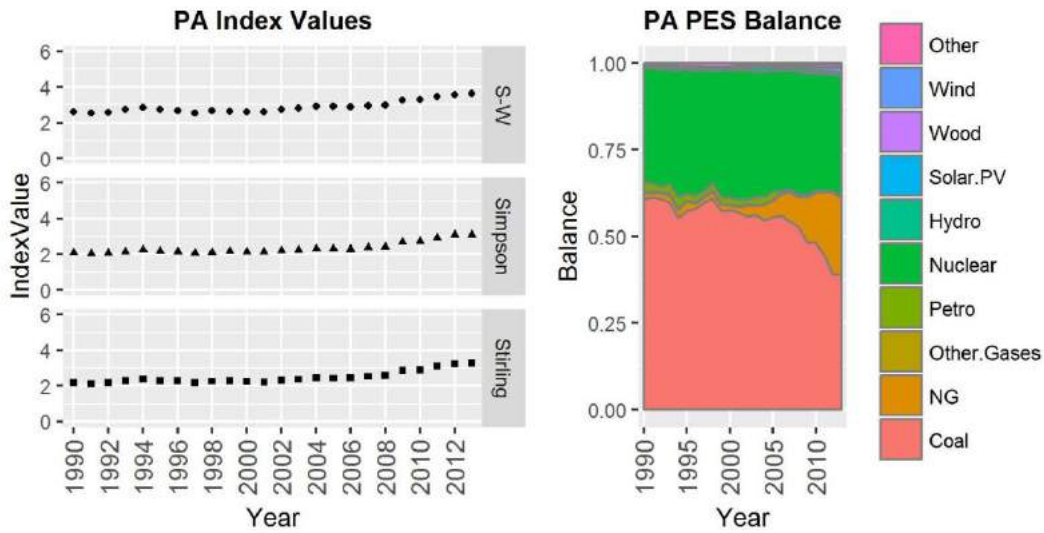 PA Index Values
IndexValue
6
4
2
0
S-W
6
4
2
0
Simpson
6
4
2
0
Stirling
1990
1992
1994
1996
1998
2000
2002
2004
2006
2008
2010
2012
Year
PA PES Balance
Balance
1.00
0.75
0.50
0.25
0.00
1990
1995
2000
2005
2010
Year
Other
Wind
Wood
Solar.PV
Hydro
Nuclear
Petro
Other.Gases
NG
Coal